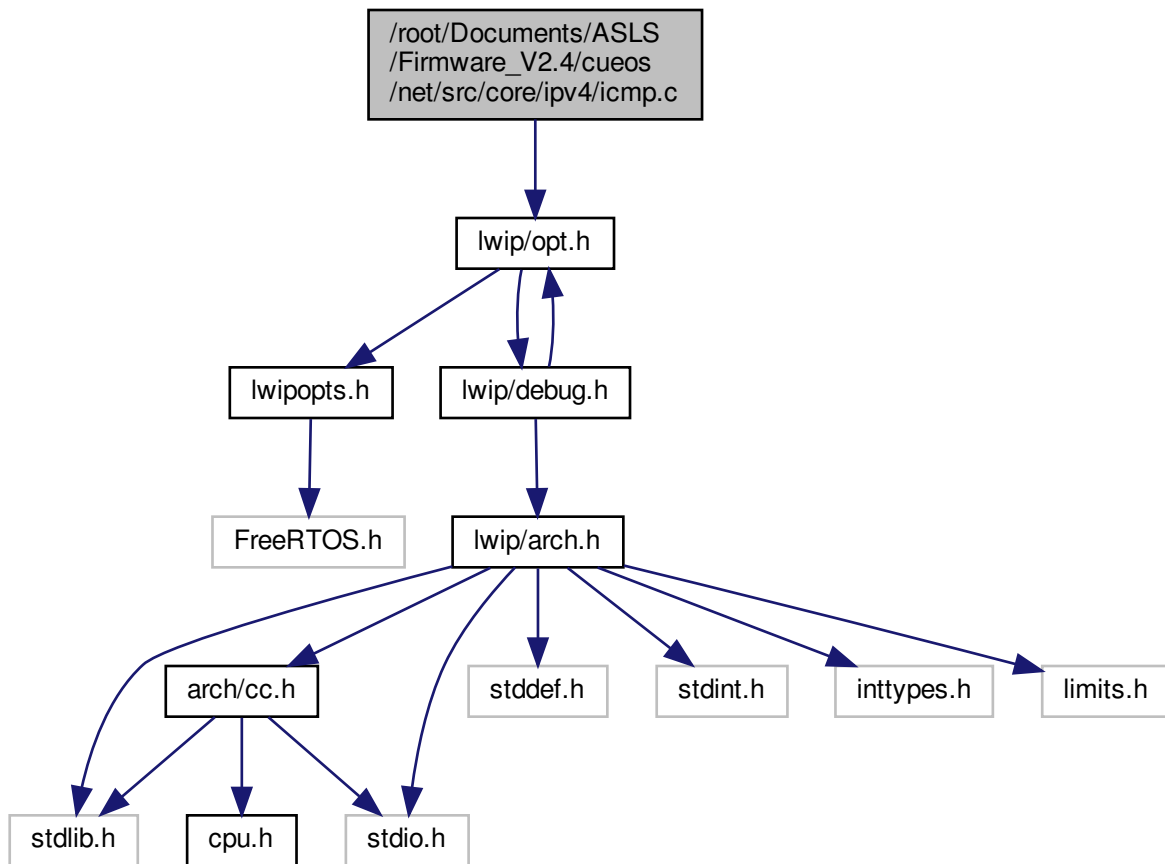 /root/Documents/ASLS
/Firmware_V2.4/cueos
/net/src/core/ipv4/icmp.c
lwip/opt.h
lwipopts.h
lwip/debug.h
FreeRTOS.h
lwip/arch.h
arch/cc.h
stddef.h
stdint.h
inttypes.h
limits.h
stdlib.h
cpu.h
stdio.h